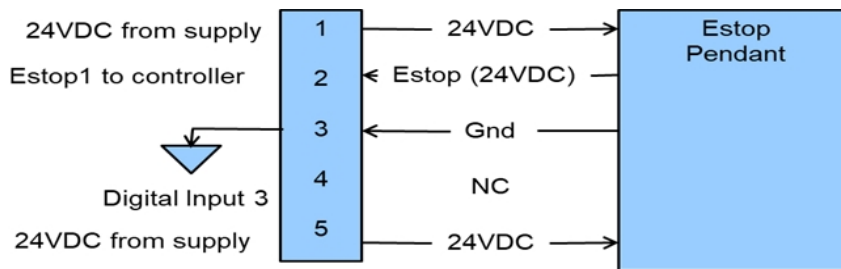 24VDC from supply
1
24VDC
Estop
Pendant
Estop1 to controller
2
Estop (24VDC)
3
Gnd
4
NC
Digital Input 3
5
24VDC from supply
24VDC